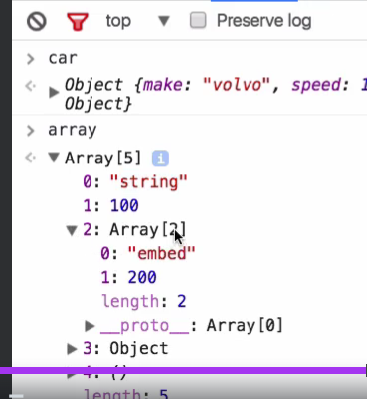 top Preserve log
car
Object {make: "volvo", speed: 1
Object}
array
Array[5] i
0: "string"
1: 100
2: Array[2]
0: "embed"
1: 200
length: 2
__proto__: Array[0]
3: Object
4: ()
length: 5